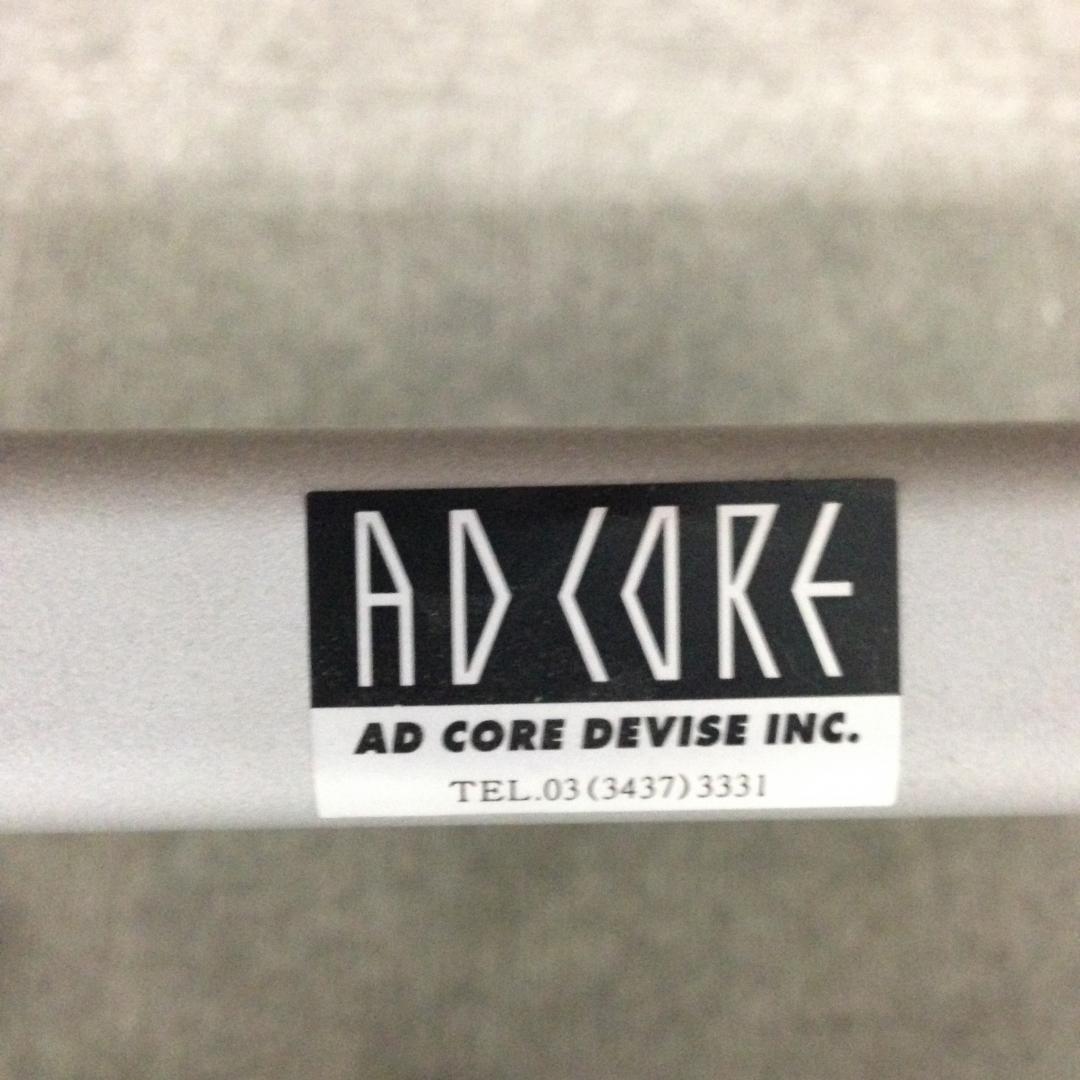 AD CORE
AD CORE DEVISE INC.
TEL.03(3437)3331